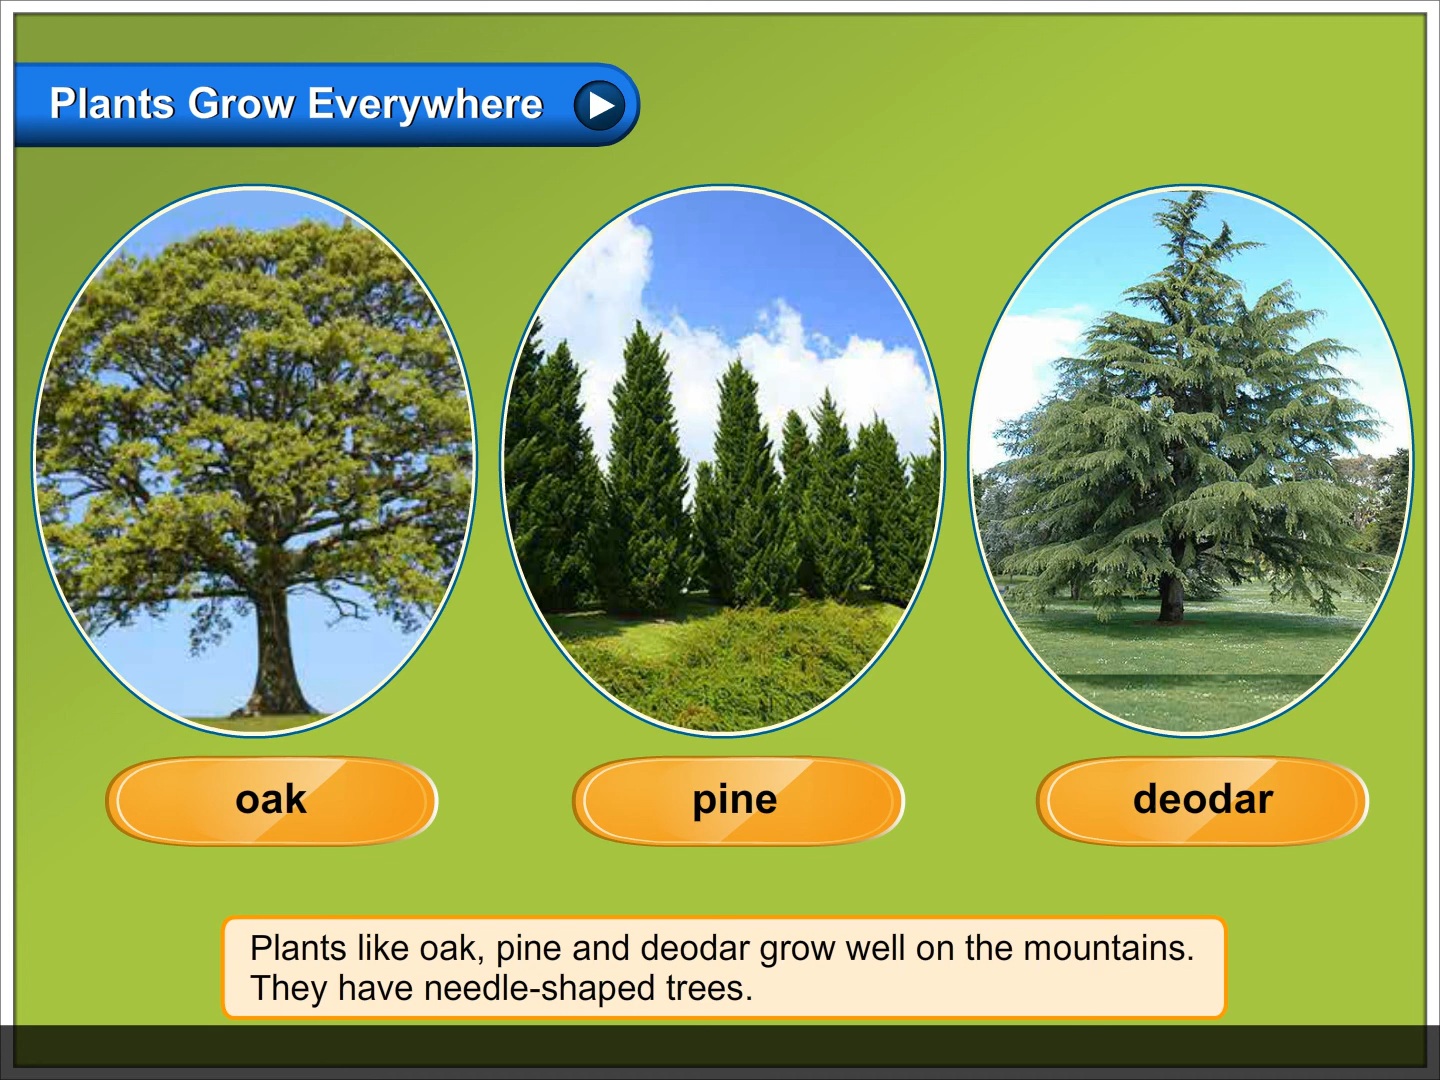 Plants Grow Everywhere
oak
pine
deodar
Plants like oak, pine and deodar grow well on the mountains.
They have needle-shaped trees.